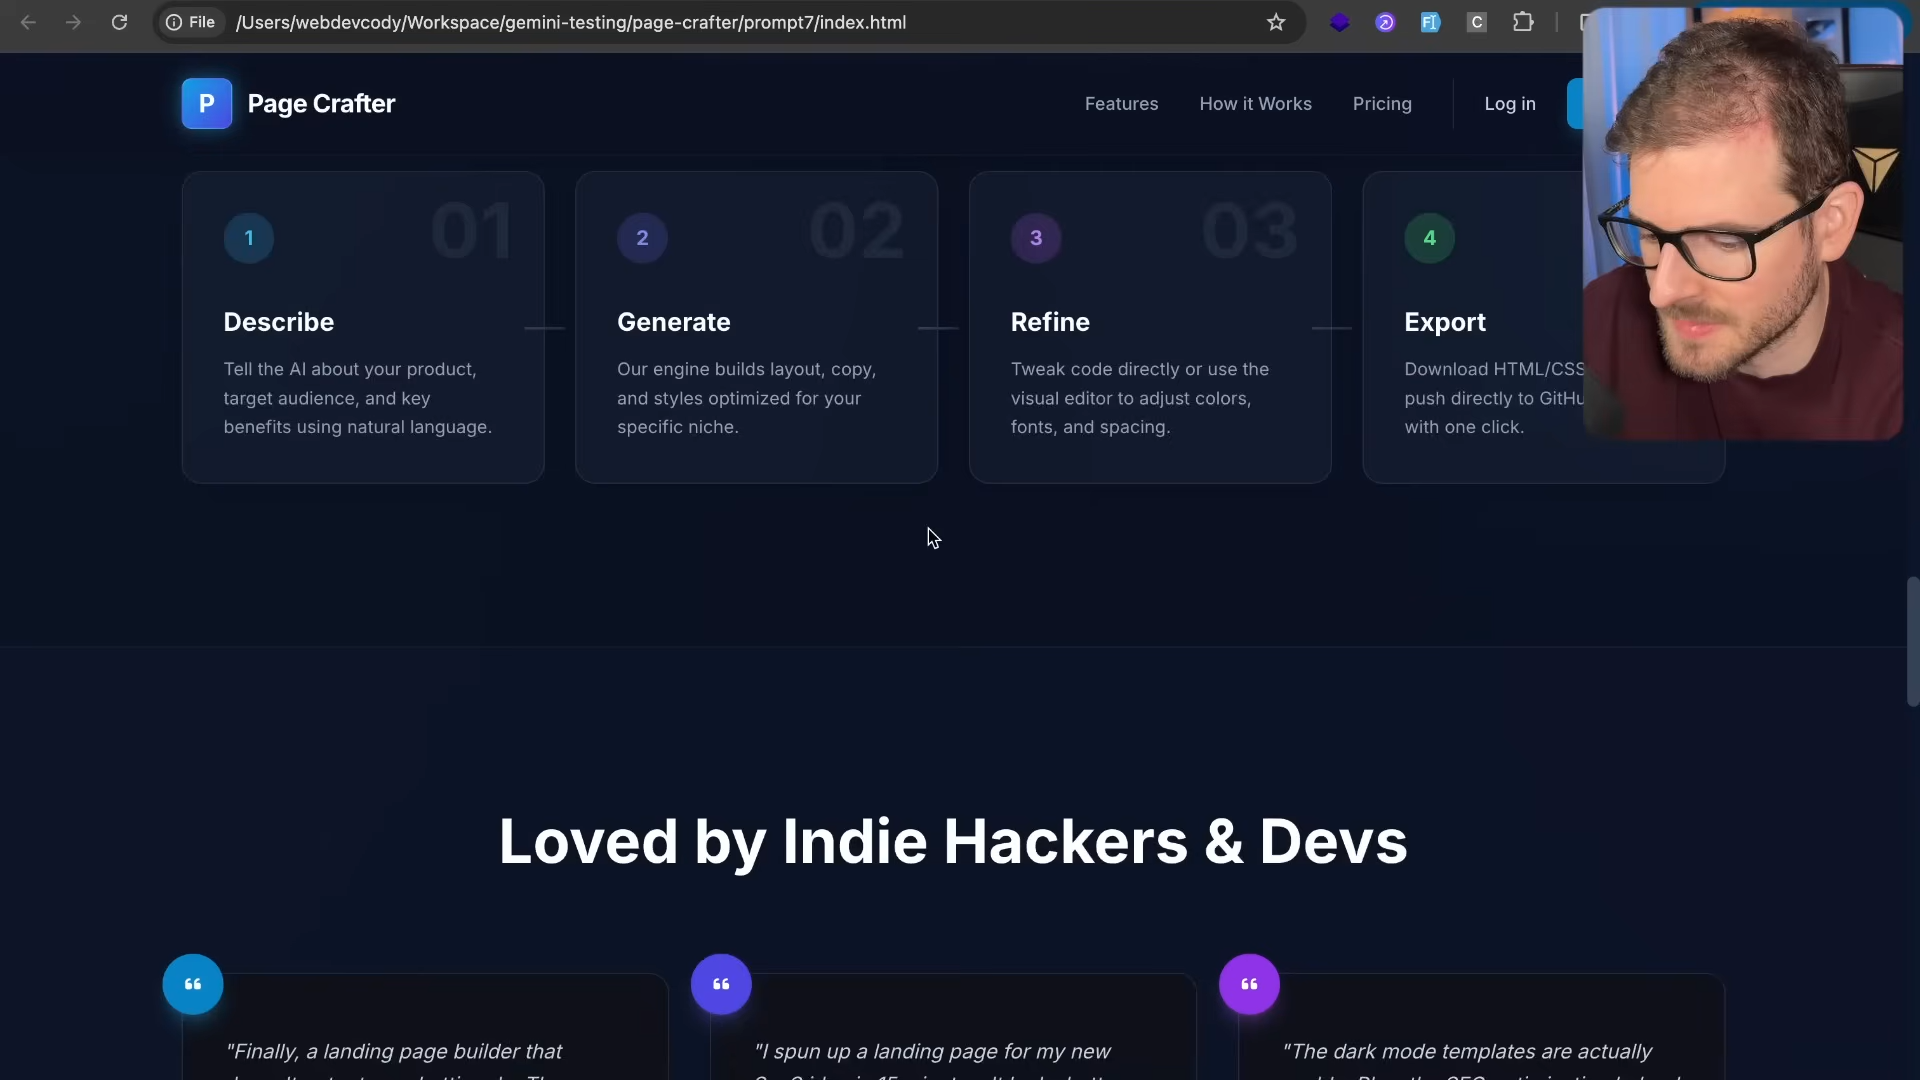 File /Users/webdevcody/Workspace/gemini-testing/page-crafter/prompt7/index.html
P Page Crafter Features How it Works Pricing Log in
1 01
Describe
Tell the AI about your product,
target audience, and key
benefits using natural language.
2 02
Generate
Our engine builds layout, copy,
and styles optimized for your
specific niche.
3 03
Refine
Tweak code directly or use the
visual editor to adjust colors,
fonts, and spacing.
4
Export
Download HTML/CSS
push directly to
with one click.
Loved by Indie Hackers & Devs
"Finally, a landing page builder that
"I spun up a landing page for my new
"The dark mode templates are actually